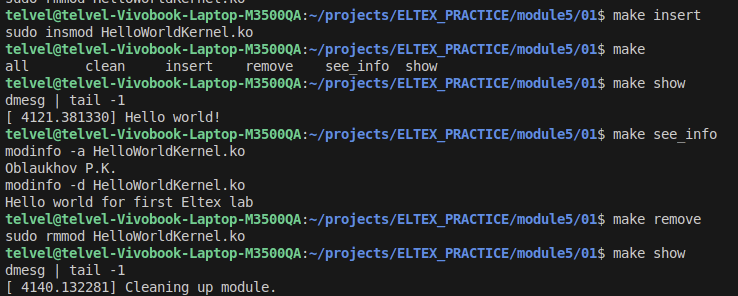 sudo rmmod HelloWorldKernel.ko
telvel@telvel-Vivobook-Laptop-M3500QA:~/projects/ELTEX_PRACTICE/module5/01$ make insert
sudo insmod HelloWorldKernel.ko
telvel@telvel-Vivobook-Laptop-M3500QA:~/projects/ELTEX_PRACTICE/module5/01$ make
all       clean     insert    remove    see_info  show
telvel@telvel-Vivobook-Laptop-M3500QA:~/projects/ELTEX_PRACTICE/module5/01$ make show
dmesg | tail -1
[ 4121.381330] Hello world!
telvel@telvel-Vivobook-Laptop-M3500QA:~/projects/ELTEX_PRACTICE/module5/01$ make see_info
modinfo -a HelloWorldKernel.ko
Oblaukhov P.K.
modinfo -d HelloWorldKernel.ko
Hello world for first Eltex lab
telvel@telvel-Vivobook-Laptop-M3500QA:~/projects/ELTEX_PRACTICE/module5/01$ make remove
sudo rmmod HelloWorldKernel.ko
telvel@telvel-Vivobook-Laptop-M3500QA:~/projects/ELTEX_PRACTICE/module5/01$ make show
dmesg | tail -1
[ 4140.132281] Cleaning up module.